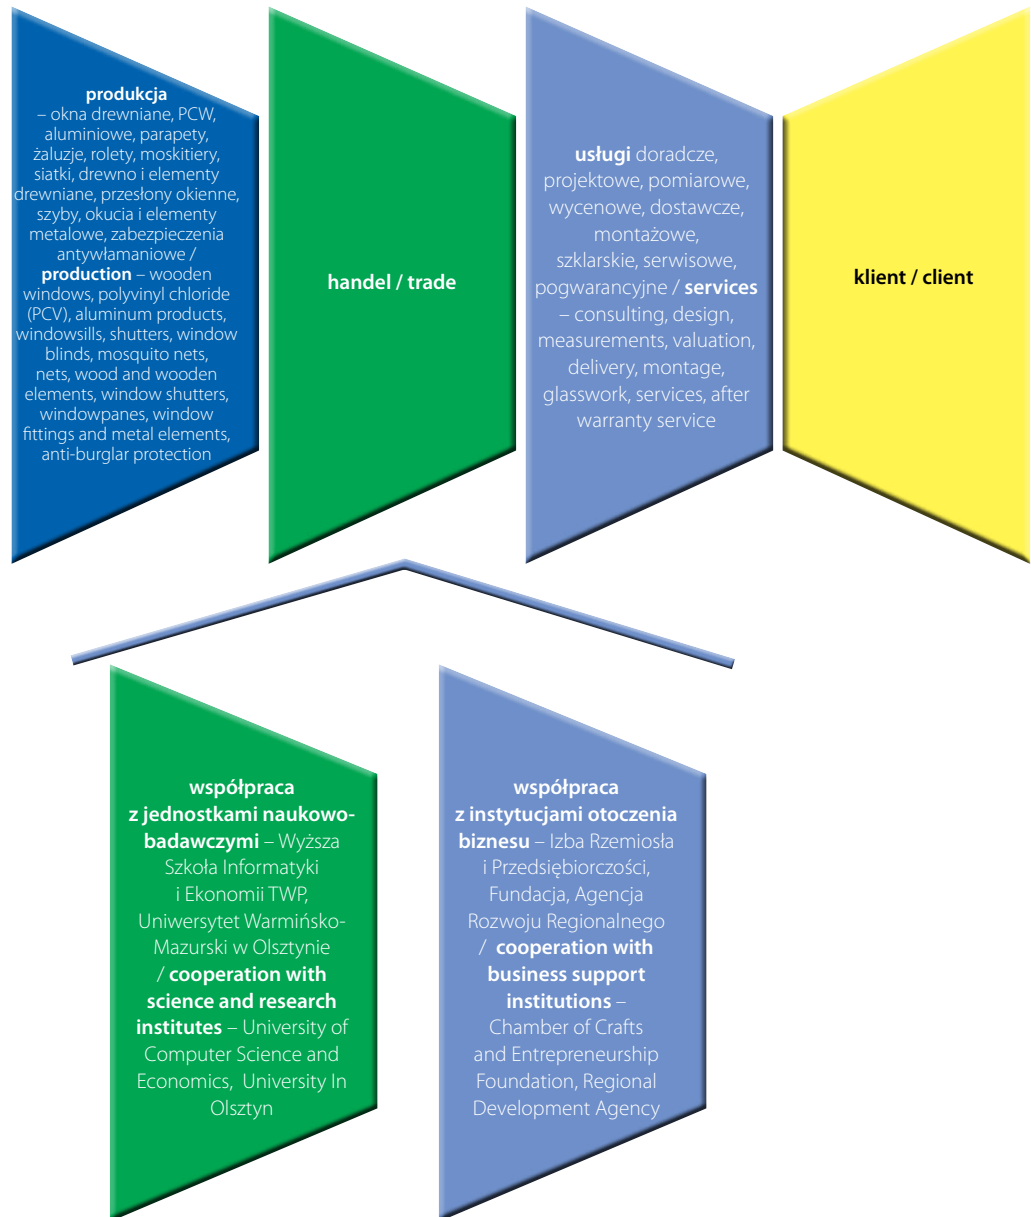 produkcja
– okna drewniane, PCW,
aluminiowe, parapety,
żaluzje, rolety, moskitiery,
siatki, drewno i elementy
drewniane, przesłony okienne,
szyby, okucia i elementy
metalowe, zabezpieczenia
antywłamaniowe /
production – wooden
windows, polyvinyl chloride
(PCV), aluminum products,
windowsills, shutters, window
blinds, mosquito nets,
nets, wood and wooden
elements, window shutters,
windowpanes, window
fittings and metal elements,
anti-burglar protection
handel / trade
usługi doradcze,
projektowe, pomiarowe,
wycenowe, dostawcze,
montażowe,
szklarskie, serwisowe,
pogwarancyjne / services
– consulting, design,
measurements, valuation,
delivery, montage,
glasswork, services, after
warranty service
klient / client
współpraca
z jednostkami naukowo-
badawczymi – Wyższa
Szkoła Informatyki
i Ekonomii TWP,
Uniwersytet Warmińsko-
Mazurski w Olsztynie
/ cooperation with
science and research
institutes – University of
Computer Science and
Economics, University In
Olsztyn
współpraca
z instytucjami otoczenia
biznesu – Izba Rzemiosła
i Przedsiębiorczości,
Fundacja, Agencja
Rozwoju Regionalnego
/ cooperation with
business support
institutions –
Chamber of Crafts
and Entrepreneurship
Foundation, Regional
Development Agency